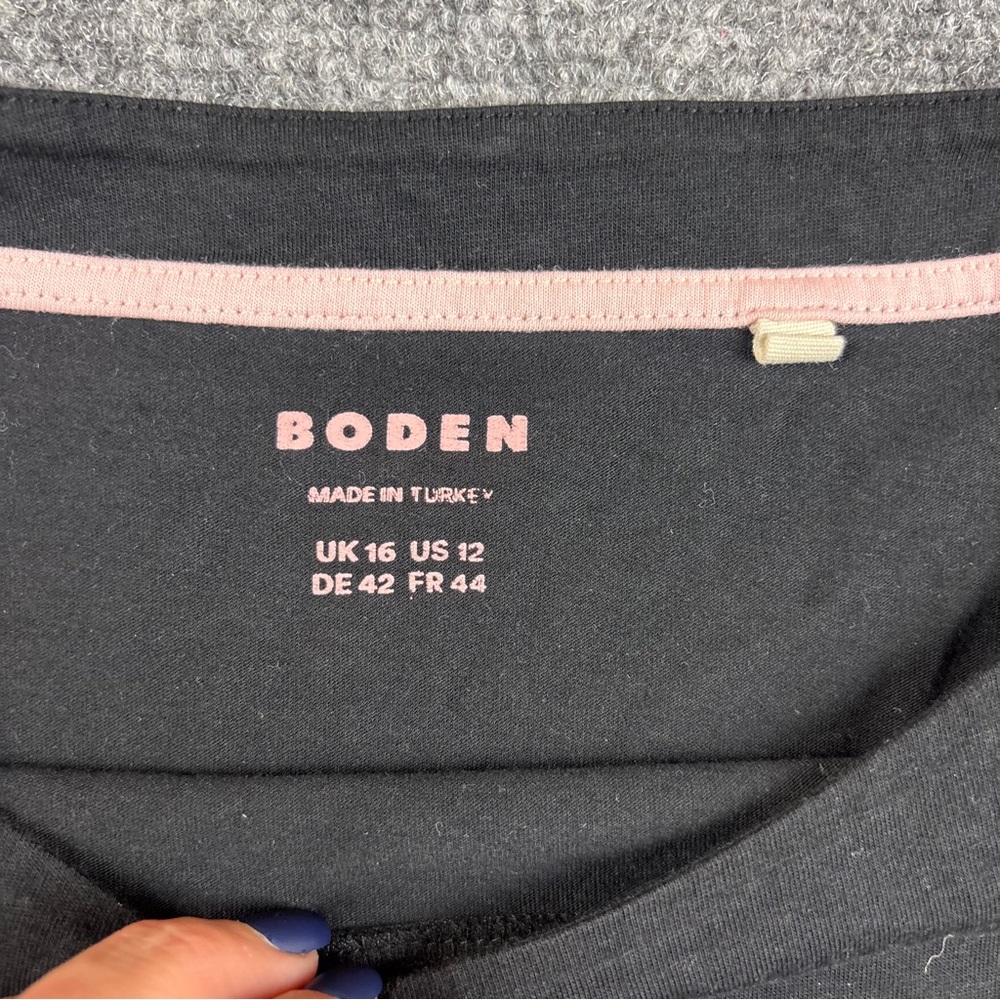 BODEN
MADE IN TURKEY
UK 16 US 12
DE 42 FR 44